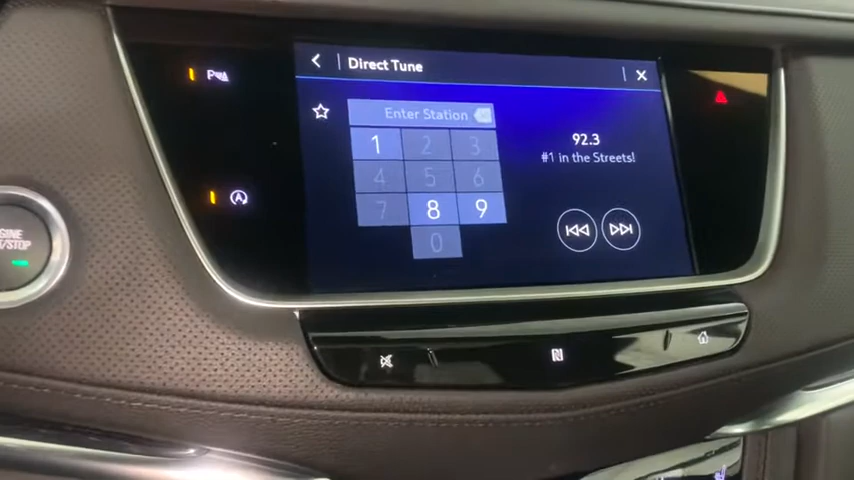 Direct Tune
P
Enter Station
1 2 3
4 5 6
7 8 9
0
92.3
#1 in the Streets!
A
ENGINE
START/STOP
N